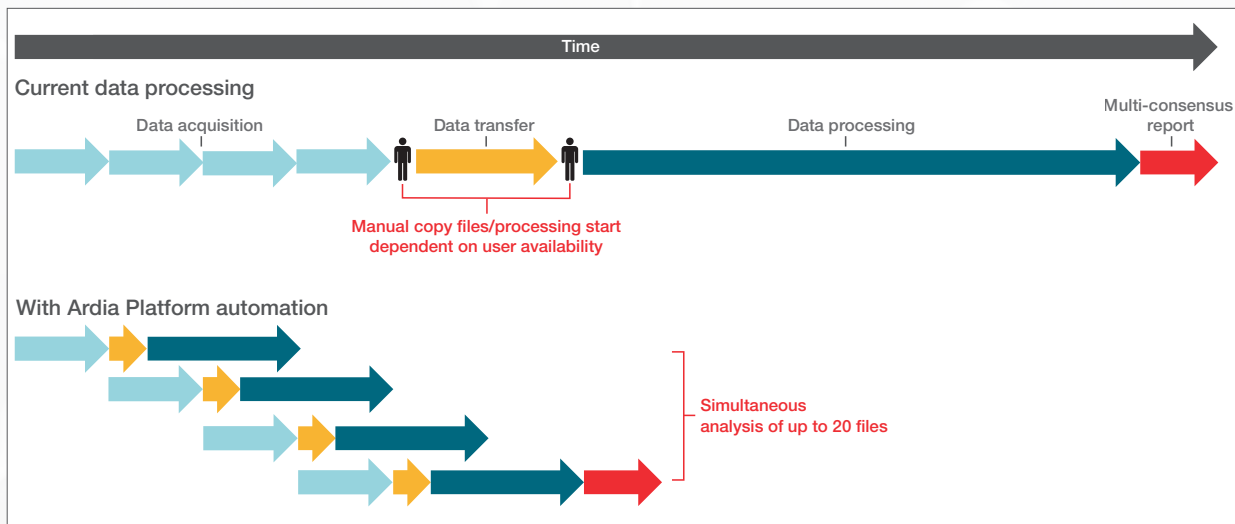 Time
Current data processing
Data acquisition
Data transfer
Data processing
Multi-consensus
report
Manual copy files/processing start
dependent on user availability
With Ardia Platform automation
Simultaneous
analysis of up to 20 files